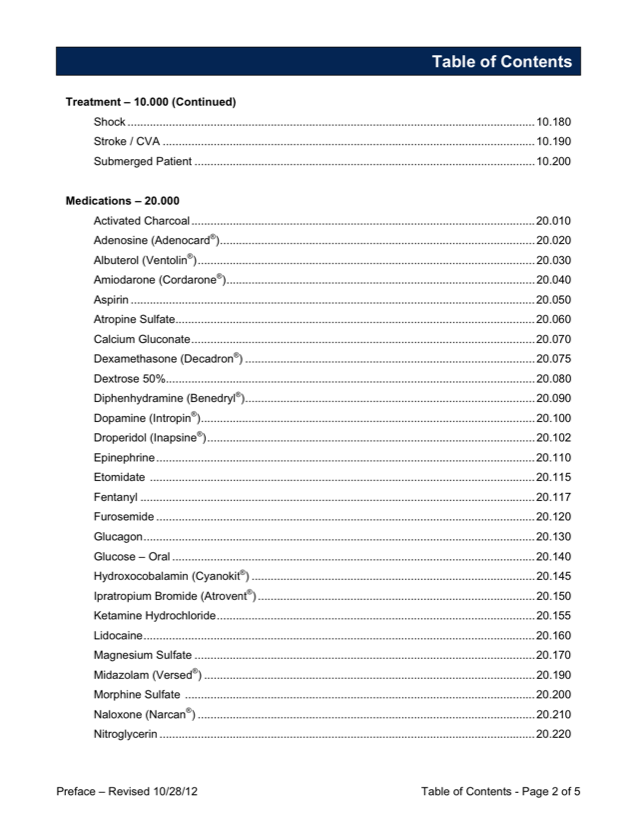 Table of Contents
Treatment – 10.000 (Continued)
Shock ........ 10.180
Stroke / CVA ........ 10.190
Submerged Patient ........ 10.200
Medications – 20.000
Activated Charcoal ........ 20.010
Adenosine (Adenocard®) ........ 20.020
Albuterol (Ventolin®) ........ 20.030
Amiodarone (Cordarone®) ........ 20.040
Aspirin ........ 20.050
Atropine Sulfate ........ 20.060
Calcium Gluconate ........ 20.070
Dexamethasone (Decadron®) ........ 20.075
Dextrose 50% ........ 20.080
Diphenhydramine (Benedryl®) ........ 20.090
Dopamine (Intropin®) ........ 20.100
Droperidol (Inapsine®) ........ 20.102
Epinephrine ........ 20.110
Etomidate ........ 20.115
Fentanyl ........ 20.117
Furosemide ........ 20.120
Glucagon ........ 20.130
Glucose – Oral ........ 20.140
Hydroxocobalamin (Cyanokit®) ........ 20.145
Ipratropium Bromide (Atrovent®) ........ 20.150
Ketamine Hydrochloride ........ 20.155
Lidocaine ........ 20.160
Magnesium Sulfate ........ 20.170
Midazolam (Versed®) ........ 20.190
Morphine Sulfate ........ 20.200
Naloxone (Narcan®) ........ 20.210
Nitroglycerin ........ 20.220
Preface – Revised 10/28/12 Table of Contents - Page 2 of 5